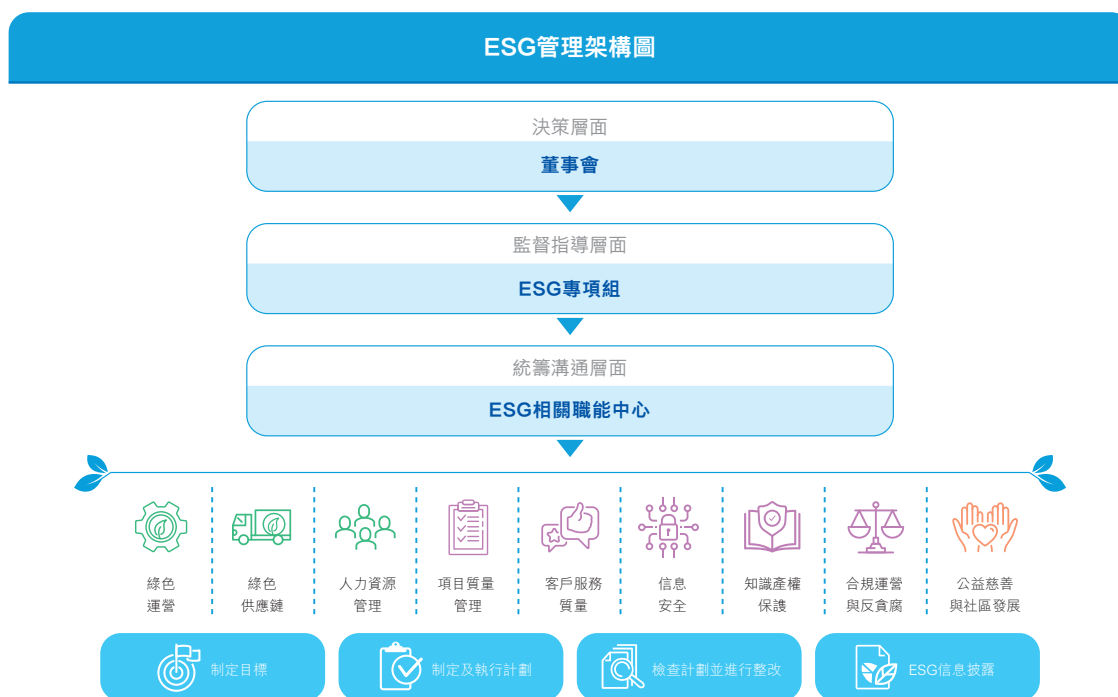 ESG管理架構圖
決策層面
董事會
監督指導層面
ESG專項組
統籌溝通層面
ESG相關職能中心
綠色
運營
綠色
供應鏈
人力資源
管理
項目質量
管理
客戶服務
質量
信息
安全
知識產權
保護
合規運營
與反貪腐
公益慈善
與社區發展
制定目標
制定及執行計劃
檢查計劃並進行整改
ESG信息披露